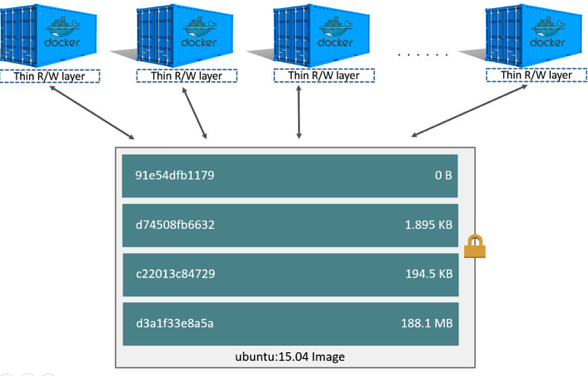 docker docker docker docker
Thin R/W layer Thin R/W layer Thin R/W layer ...... Thin R/W layer
91e54dfb1179 0 B
d74508fb6632 1.895 KB
c22013c84729 194.5 KB
d3a1f33e8a5a 188.1 MB
ubuntu:15.04 Image